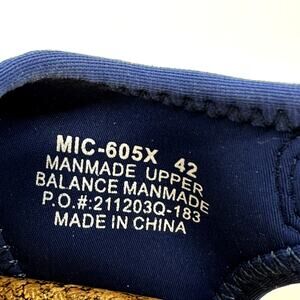 MIC-605X 42
MANMADE UPPER
BALANCE MANMADE
P.O.#:211203Q-183
MADE IN CHINA